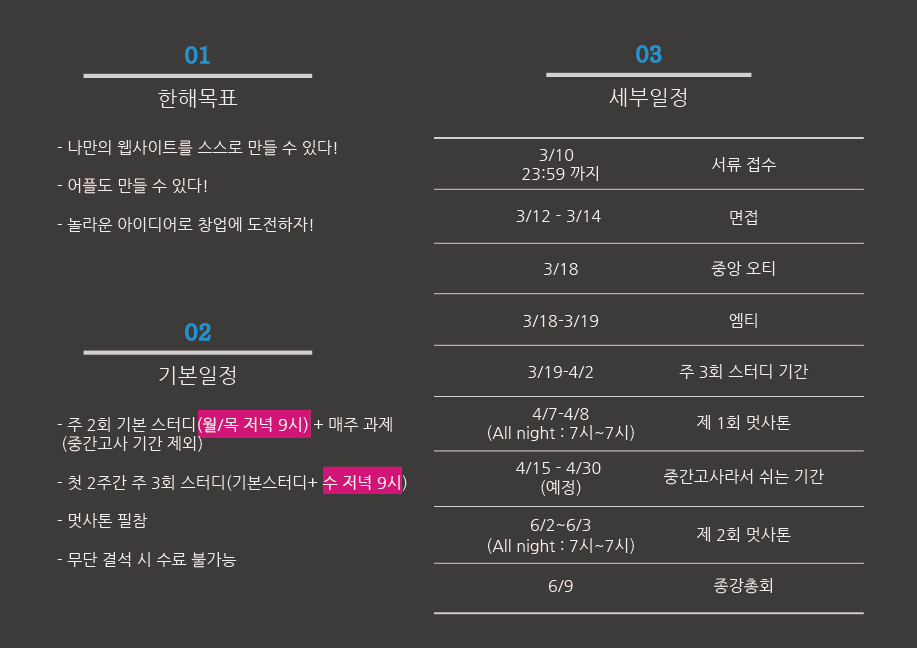 01
한해목표
- 나만의 웹사이트를 스스로 만들 수 있다!
- 어플도 만들 수 있다!
- 놀라운 아이디어로 창업에 도전하자!
02
기본일정
- 주 2회 기본 스터디(월/목 저녁 9시) + 매주 과제
(중간고사 기간 제외)
- 첫 2주간 주 3회 스터디(기본스터디+ 수 저녁 9시)
- 멋사톤 필참
- 무단 결석 시 수료 불가능
03
세부일정
3/10
23:59 까지
서류 접수
3/12 - 3/14
면접
3/18
중앙 오티
3/18-3/19
엠티
3/19-4/2
주 3회 스터디 기간
4/7-4/8
(All night : 7시~7시)
제 1회 멋사톤
4/15 - 4/30
(예정)
중간고사라서 쉬는 기간
6/2~6/3
(All night : 7시~7시)
제 2회 멋사톤
6/9
종강총회